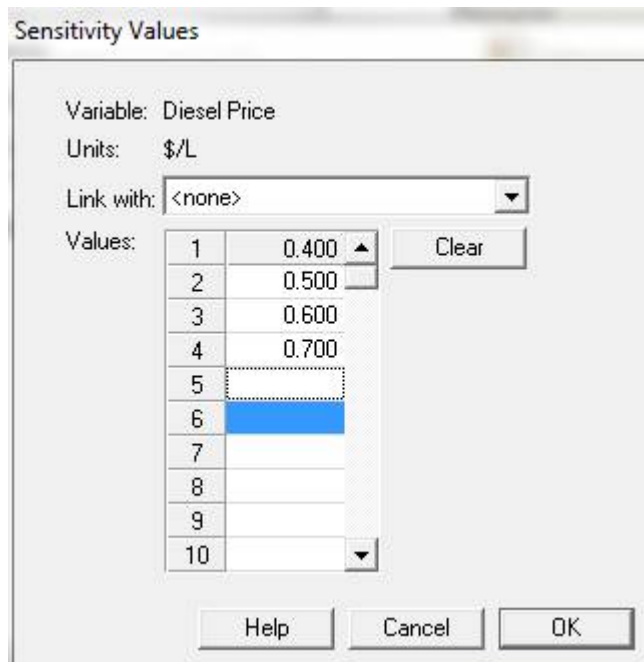 Sensitivity Values
Variable: Diesel Price
Units: $/L
Link with: <none>
Values:
1 0.400
Clear
2 0.500
3 0.600
4 0.700
5
6
7
8
9
10
Help Cancel OK